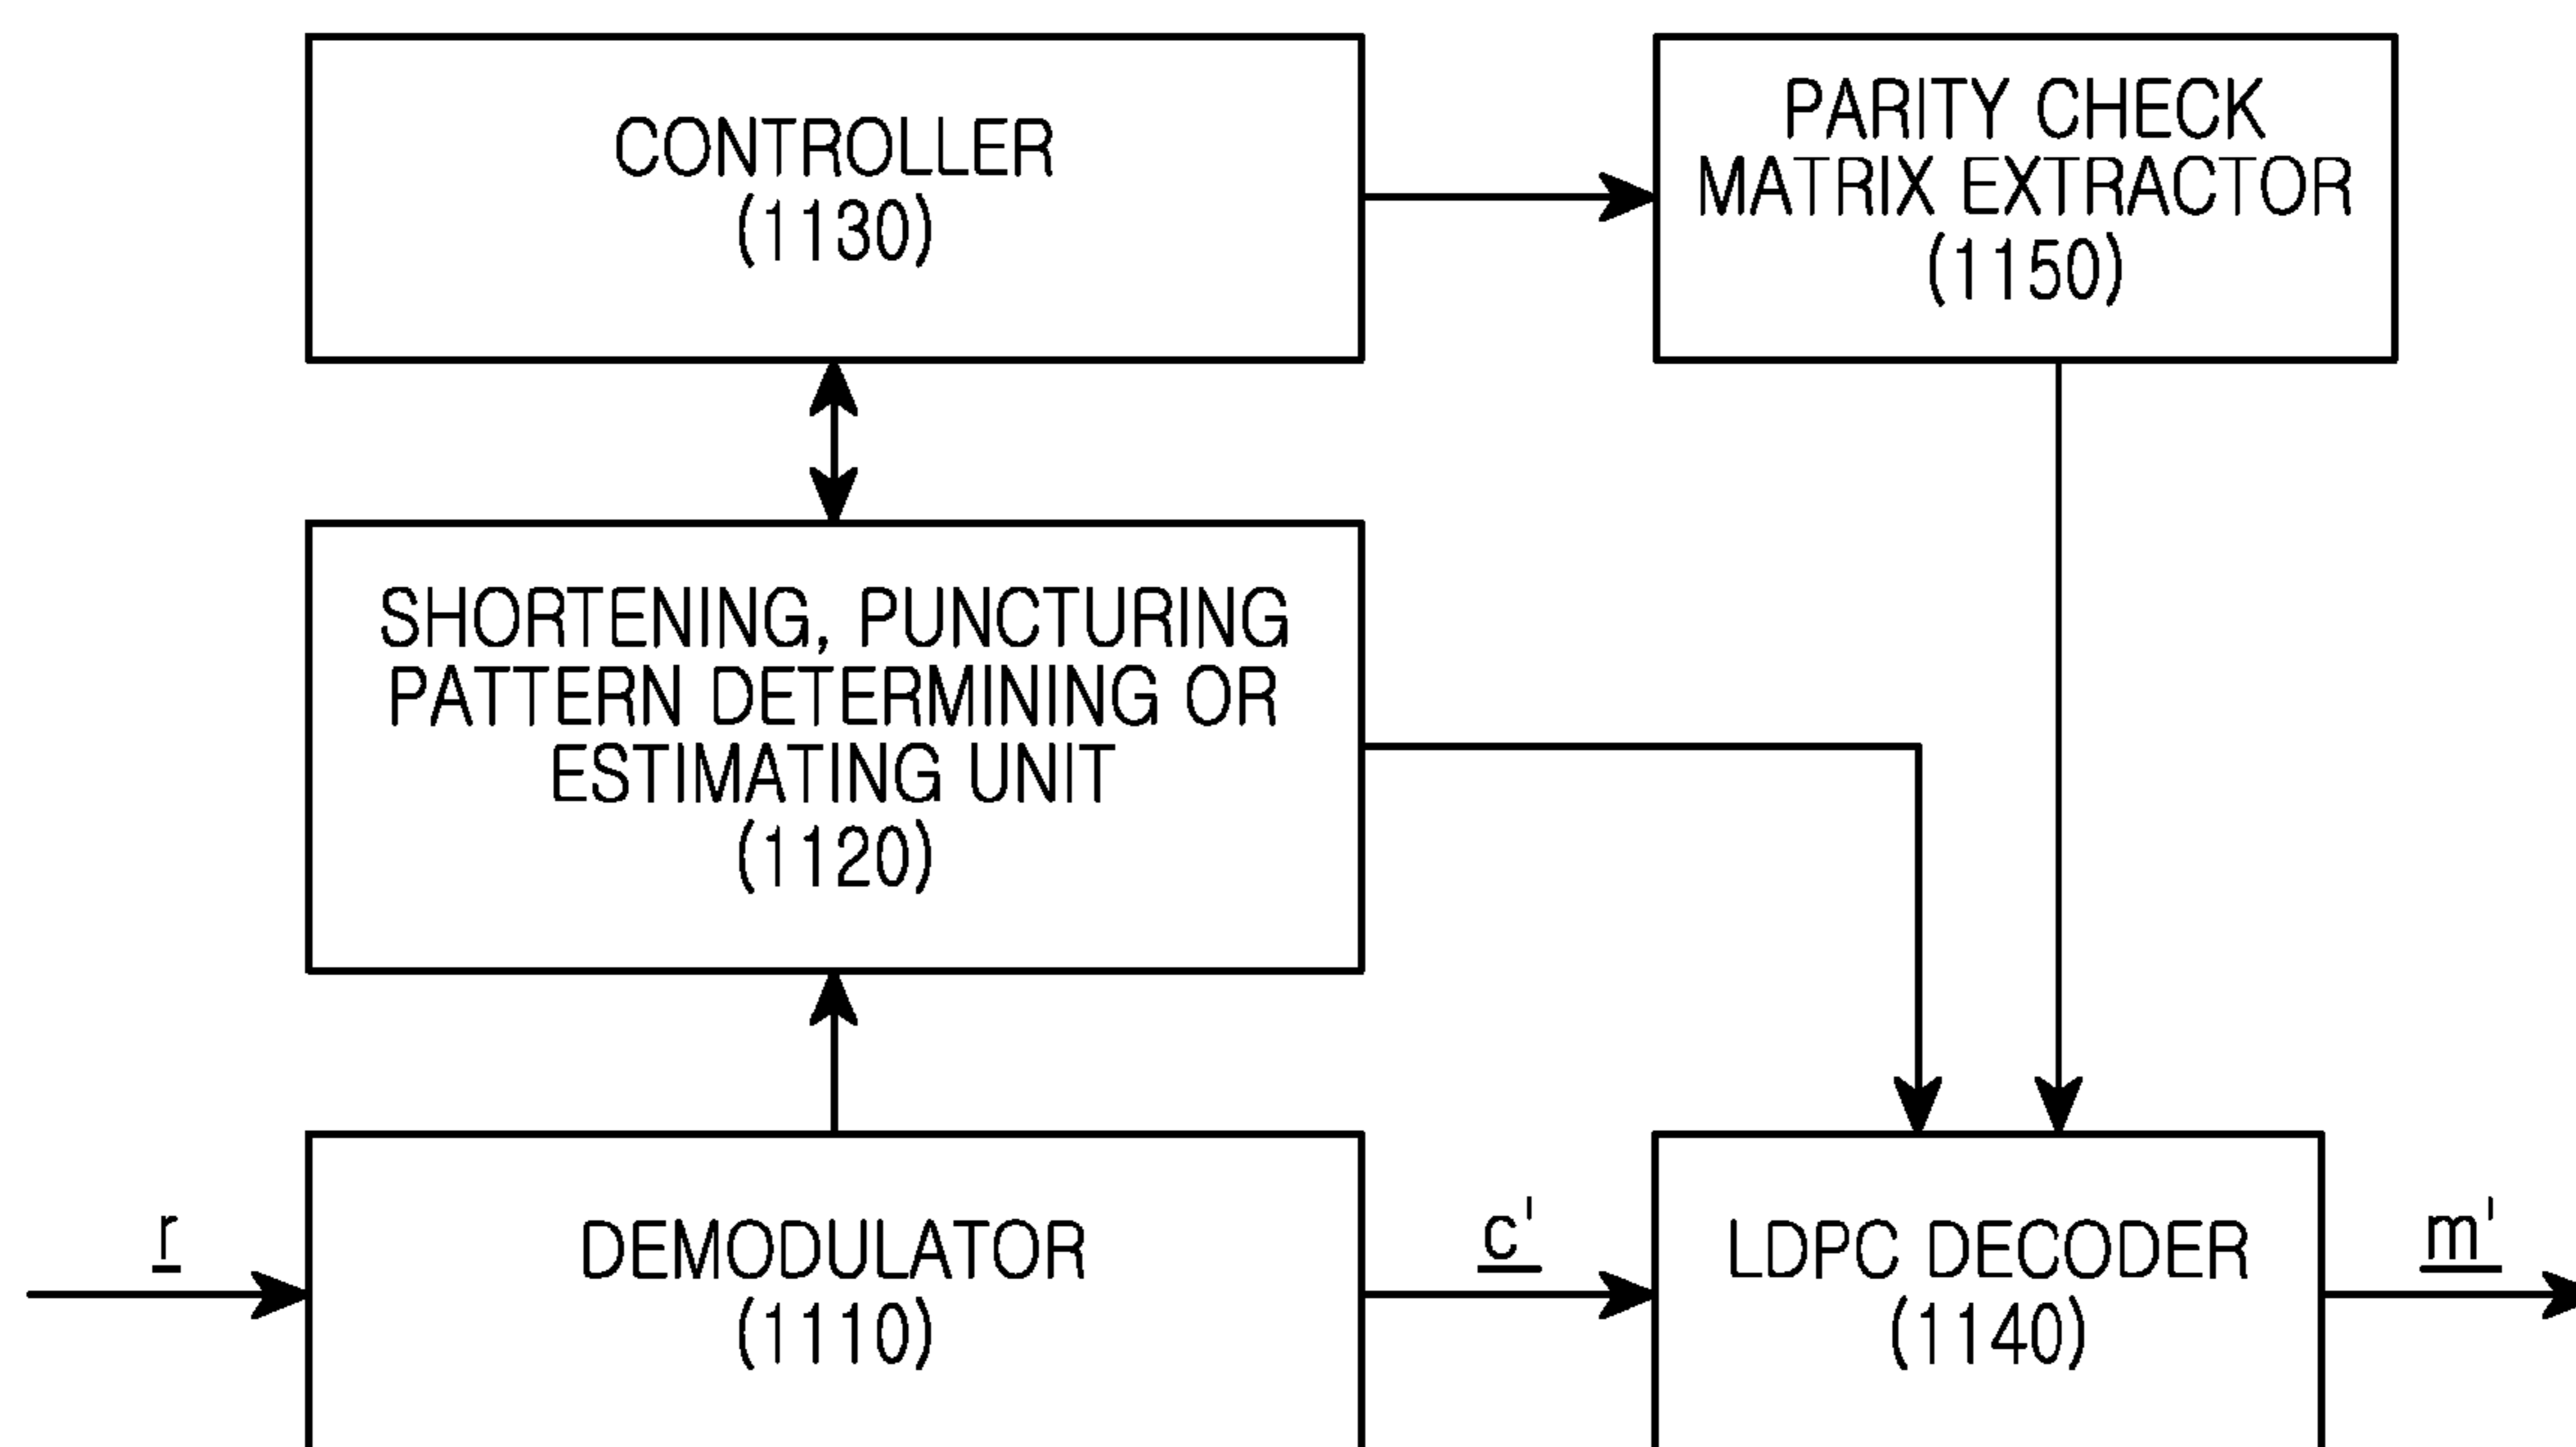 CONTROLLER
(1130)
PARITY CHECK
MATRIX EXTRACTOR
(1150)
SHORTENING, PUNCTURING
PATTERN DETERMINING OR
ESTIMATING UNIT
(1120)
r
DEMODULATOR
(1110)
c'
LDPC DECODER
(1140)
m'